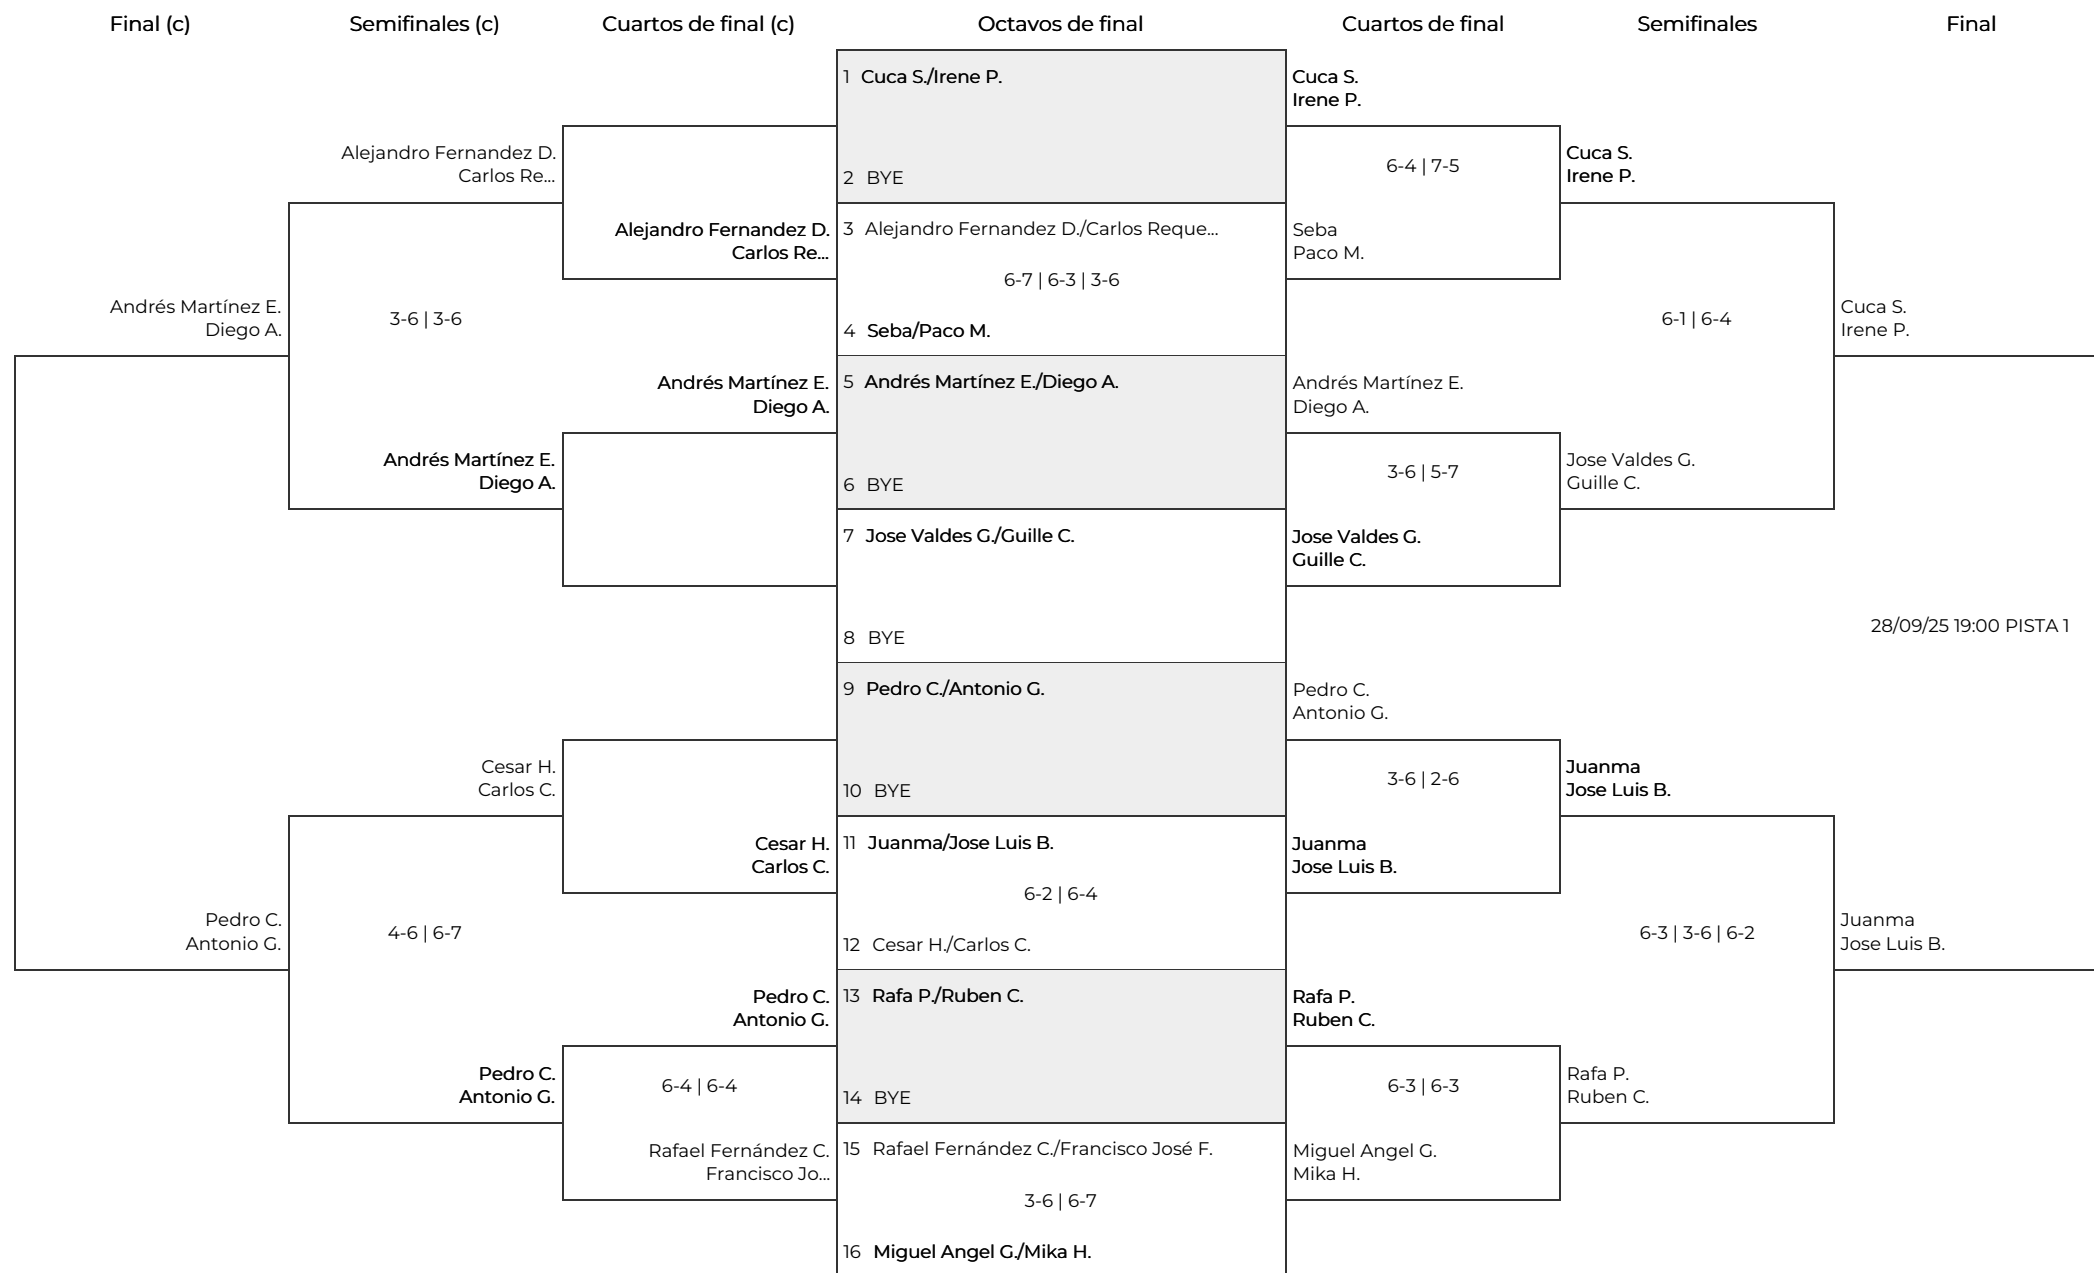 Final (c)
Semifinales (c)
Cuartos de final (c)
Octavos de final
Cuartos de final
Semifinales
Final
Andrés Martínez E.
Diego A.
Pedro C.
Antonio G.
Alejandro Fernandez D.
Carlos Re...
3-6 | 3-6
Andrés Martínez E.
Diego A.
Cesar H.
Carlos C.
4-6 | 6-7
Pedro C.
Antonio G.
Alejandro Fernandez D.
Carlos Re...
Andrés Martínez E.
Diego A.
Cesar H.
Carlos C.
Pedro C.
Antonio G.
6-4 | 6-4
Rafael Fernández C.
Francisco Jo...
1 Cuca S./Irene P.
2 BYE
3 Alejandro Fernandez D./Carlos Reque...
6-7 | 6-3 | 3-6
4 Seba/Paco M.
5 Andrés Martínez E./Diego A.
6 BYE
7 Jose Valdes G./Guille C.
8 BYE
9 Pedro C./Antonio G.
10 BYE
11 Juanma/Jose Luis B.
6-2 | 6-4
12 Cesar H./Carlos C.
13 Rafa P./Ruben C.
14 BYE
15 Rafael Fernández C./Francisco José F.
3-6 | 6-7
16 Miguel Angel G./Mika H.
Cuca S.
Irene P.
6-4 | 7-5
Seba
Paco M.
Andrés Martínez E.
Diego A.
3-6 | 5-7
Jose Valdes G.
Guille C.
Pedro C.
Antonio G.
3-6 | 2-6
Juanma
Jose Luis B.
Rafa P.
Ruben C.
6-3 | 6-3
Miguel Angel G.
Mika H.
Cuca S.
Irene P.
6-1 | 6-4
Jose Valdes G.
Guille C.
Juanma
Jose Luis B.
6-3 | 3-6 | 6-2
Rafa P.
Ruben C.
Cuca S.
Irene P.
28/09/25 19:00 PISTA 1
Juanma
Jose Luis B.